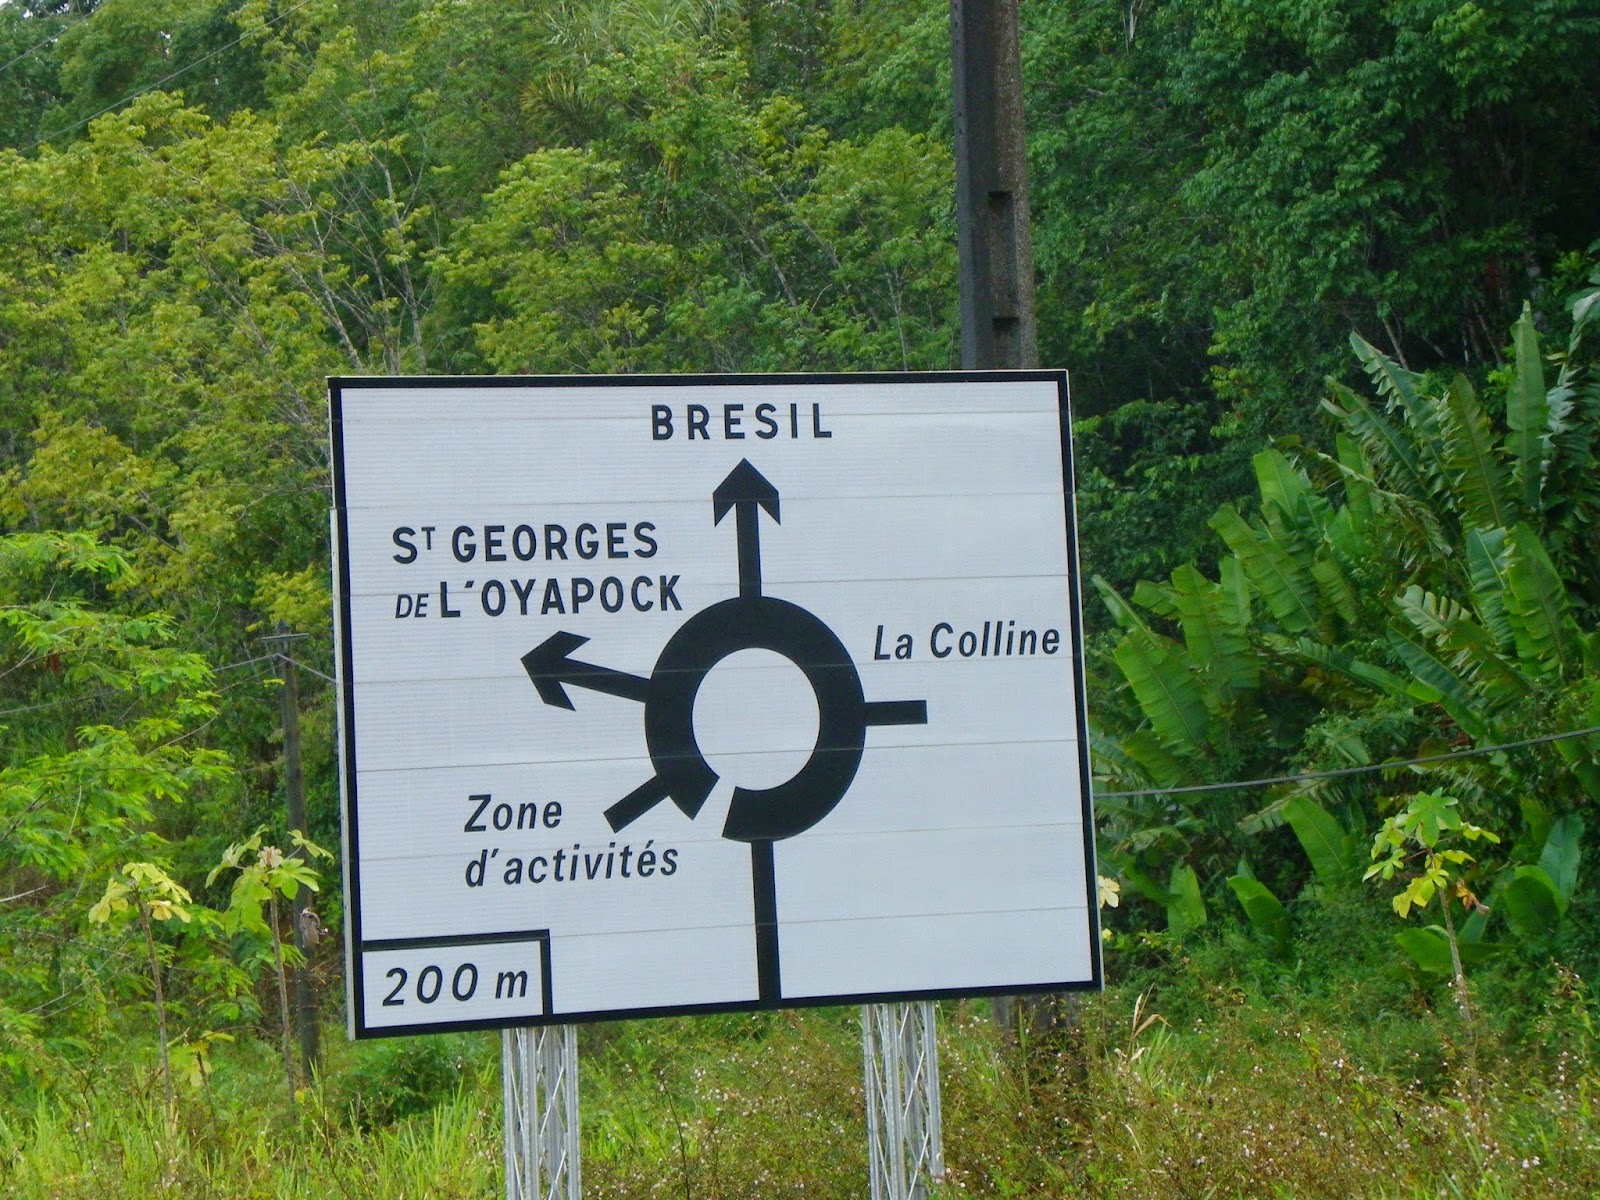 BRESIL
ST GEORGES
DE L'OYAPOCK
La Colline
Zone
d'activités
200 m